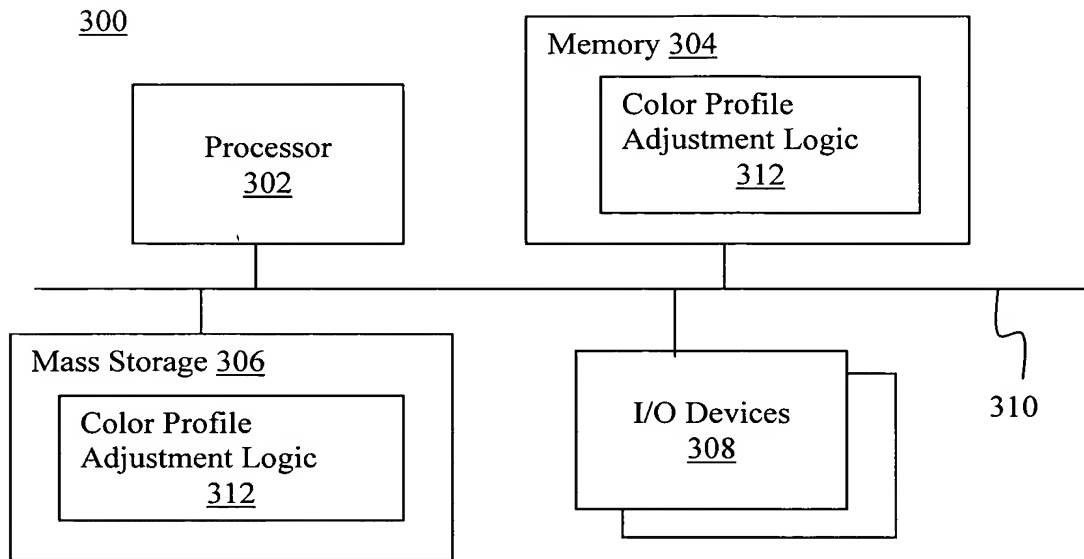 300
Memory 304
Color Profile
Adjustment Logic
312
Processor
302
Mass Storage 306
Color Profile
Adjustment Logic
312
I/O Devices
308
310